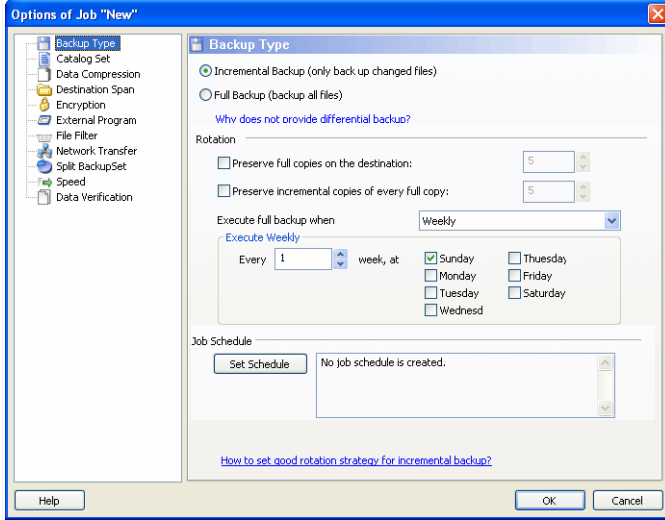 Options of Job "New"
Backup Type
Catalog Set
Data Compression
Destination Span
Encryption
External Program
File Filter
Network Transfer
Split BackupSet
Speed
Data Verification
Backup Type
Incremental Backup (only back up changed files)
Full Backup (backup all files)
Why does not provide differential backup?
Rotation
Preserve full copies on the destination: 5
Preserve incremental copies of every full copy: 5
Execute full backup when Weekly
Execute Weekly
Every 1 week, at Sunday Thuesday
Monday Friday
Tuesday Saturday
Wednesd
Job Schedule
Set Schedule No job schedule is created.
How to set good rotation strategy for incremental backup?
Help OK Cancel